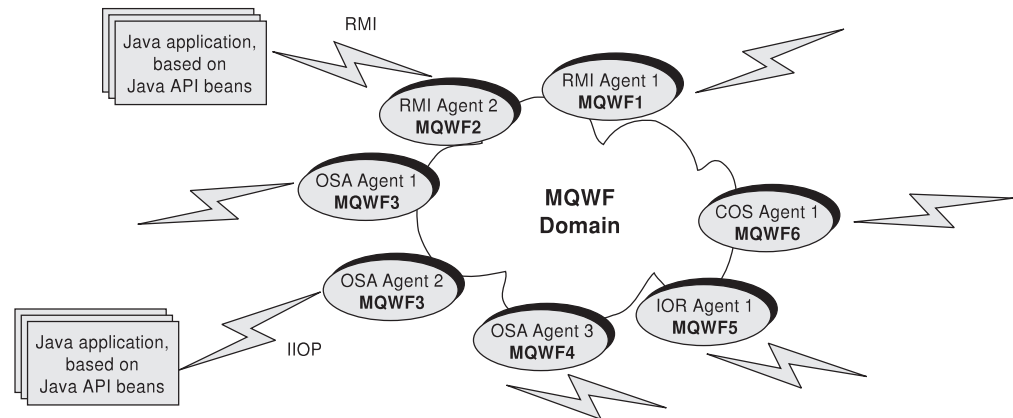 Java application,
based on
Java API beans
RMI
RMI Agent 1
MQWF1
RMI Agent 2
MQWF2
OSA Agent 1
MQWF3
MQWF
Domain
COS Agent 1
MQWF6
OSA Agent 2
MQWF3
IOR Agent 1
MQWF5
OSA Agent 3
MQWF4
Java application,
based on
Java API beans
IIOP